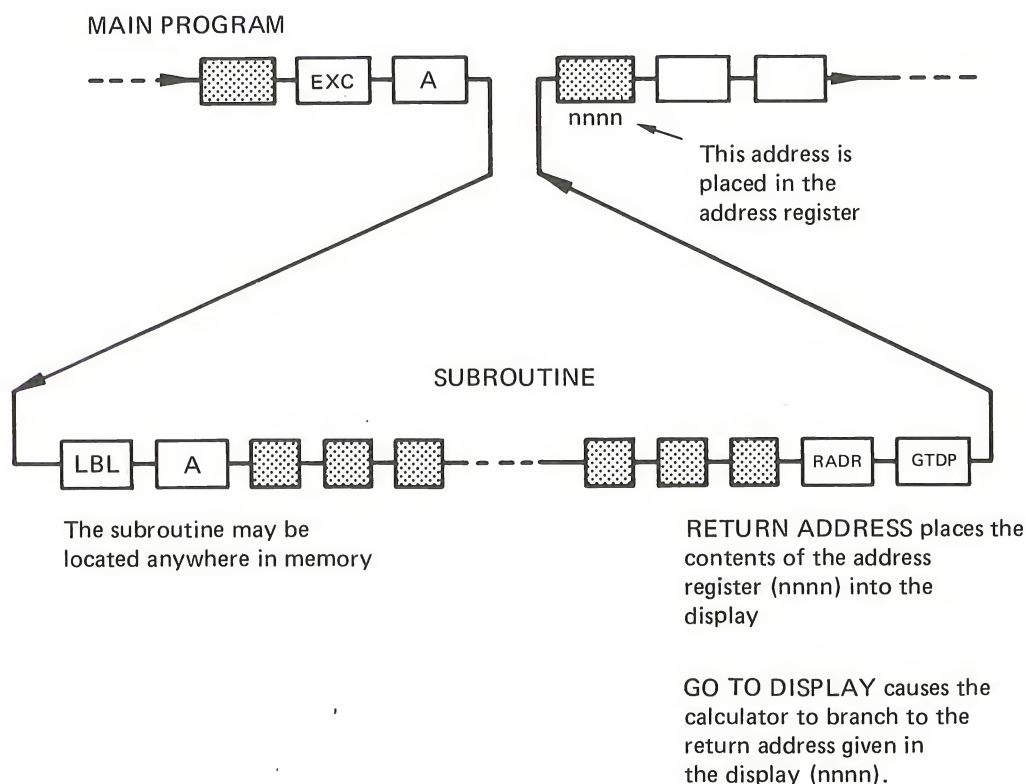 MAIN PROGRAM
EXC A
nnnn
This address is
placed in the
address register
SUBROUTINE
LBL A RADR GTDP
The subroutine may be
located anywhere in memory
RETURN ADDRESS places the
contents of the address
register (nnnn) into the
display
GO TO DISPLAY causes the
calculator to branch to the
return address given in
the display (nnnn).